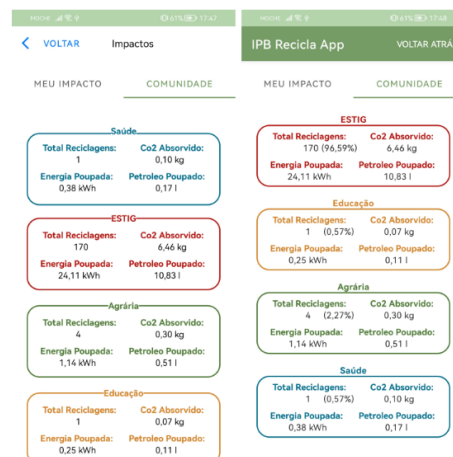 MOCHE 61% 17:47
VOLTAR Impactos
MEU IMPACTO COMUNIDADE
Saúde
Total Reciclagens: Co2 Absorvido:
1 0,10 kg
Energia Poupada: Petroleo Poupado:
0,38 kWh 0,17 l
ESTIG
Total Reciclagens: Co2 Absorvido:
170 6,46 kg
Energia Poupada: Petroleo Poupado:
24,11 kWh 10,83 l
Agrária
Total Reciclagens: Co2 Absorvido:
4 0,30 kg
Energia Poupada: Petroleo Poupado:
1,14 kWh 0,51 l
Educação
Total Reciclagens: Co2 Absorvido:
1 0,07 kg
Energia Poupada: Petroleo Poupado:
0,25 kWh 0,11 l
MOCHE 61% 17:48
IPB Recicla App VOLTAR ATRÁ
MEU IMPACTO COMUNIDADE
ESTIG
Total Reciclagens: Co2 Absorvido:
170 (96,59%) 6,46 kg
Energia Poupada: Petroleo Poupado:
24,11 kWh 10,83 l
Educação
Total Reciclagens: Co2 Absorvido:
1 (0,57%) 0,07 kg
Energia Poupada: Petroleo Poupado:
0,25 kWh 0,11 l
Agrária
Total Reciclagens: Co2 Absorvido:
4 (2,27%) 0,30 kg
Energia Poupada: Petroleo Poupado:
1,14 kWh 0,51 l
Saúde
Total Reciclagens: Co2 Absorvido:
1 (0,57%) 0,10 kg
Energia Poupada: Petroleo Poupado:
0,38 kWh 0,17 l